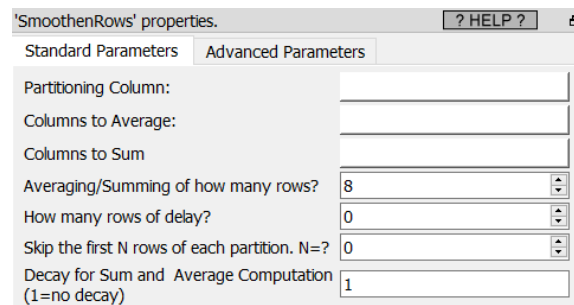 'SmoothenRows' properties. ? HELP ?
Standard Parameters Advanced Parameters
Partitioning Column:
Columns to Average:
Columns to Sum
Averaging/Summing of how many rows? 8
How many rows of delay? 0
Skip the first N rows of each partition. N=? 0
Decay for Sum and Average Computation
(1=no decay) 1